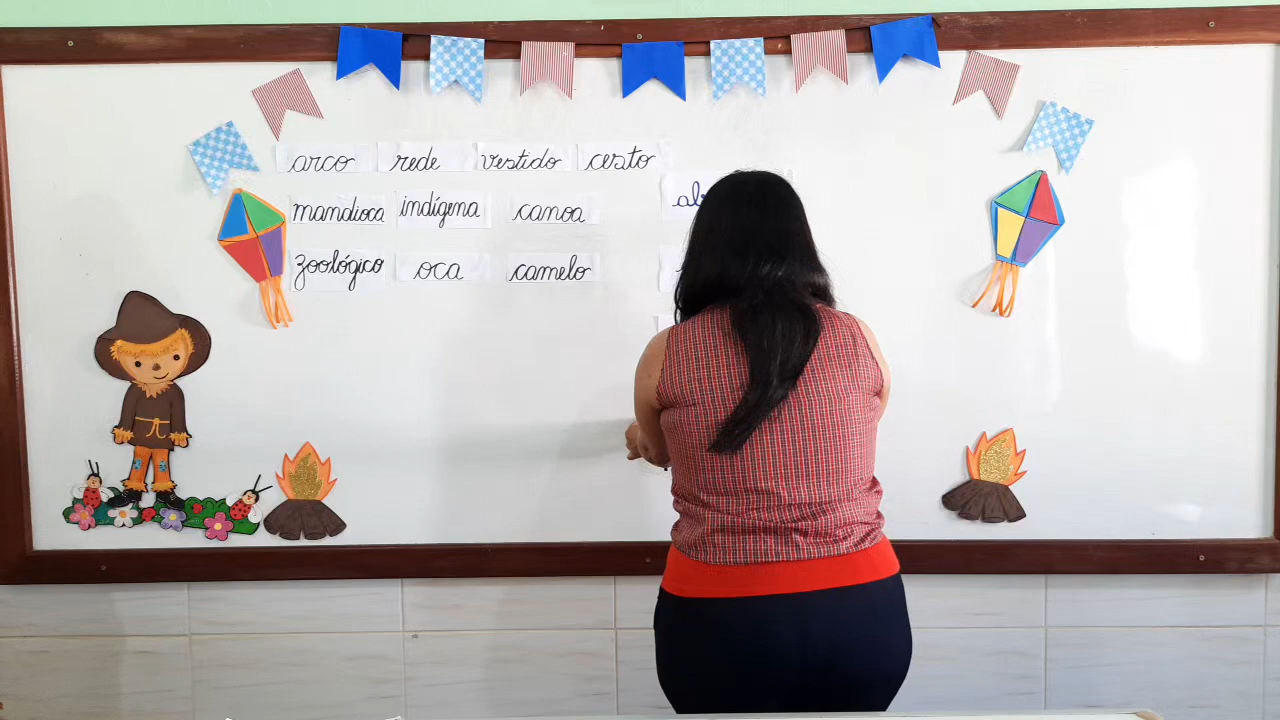 arco rede vestido cesto
mandioca indígena canoa
zoológico oca camelo